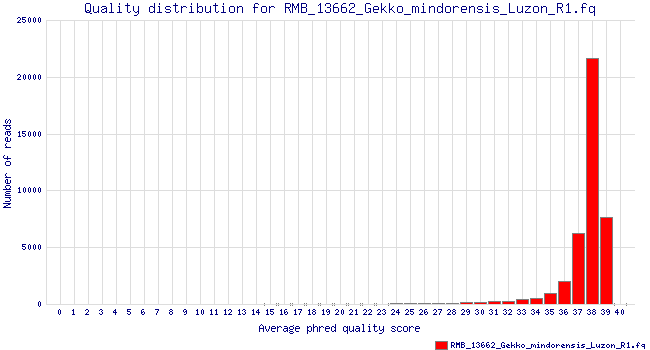 Quality distribution for RMB_13662_Gekko_mindorensis_Luzon_R1.fq
25000
20000
15000
10000
5000
0
Number of reads
0 1 2 3 4 5 6 7 8 9 10 11 12 13 14 15 16 17 18 19 20 21 22 23 24 25 26 27 28 29 30 31 32 33 34 35 36 37 38 39 40
Average phred quality score
RMB_13662_Gekko_mindorensis_Luzon_R1.fq